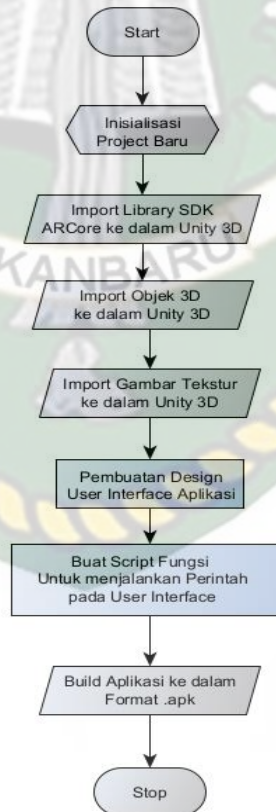 Start
Inisialisasi
Project Baru
Import Library SDK
ARCore ke dalam Unity 3D
KANBARU
Import Objek 3D
ke dalam Unity 3D
Import Gambar Tekstur
ke dalam Unity 3D
Pembuatan Design
User Interface Aplikasi
Buat Script Fungsi
Untuk menjalankan Perintah
pada User Interface
Build Aplikasi ke dalam
Format .apk
Stop